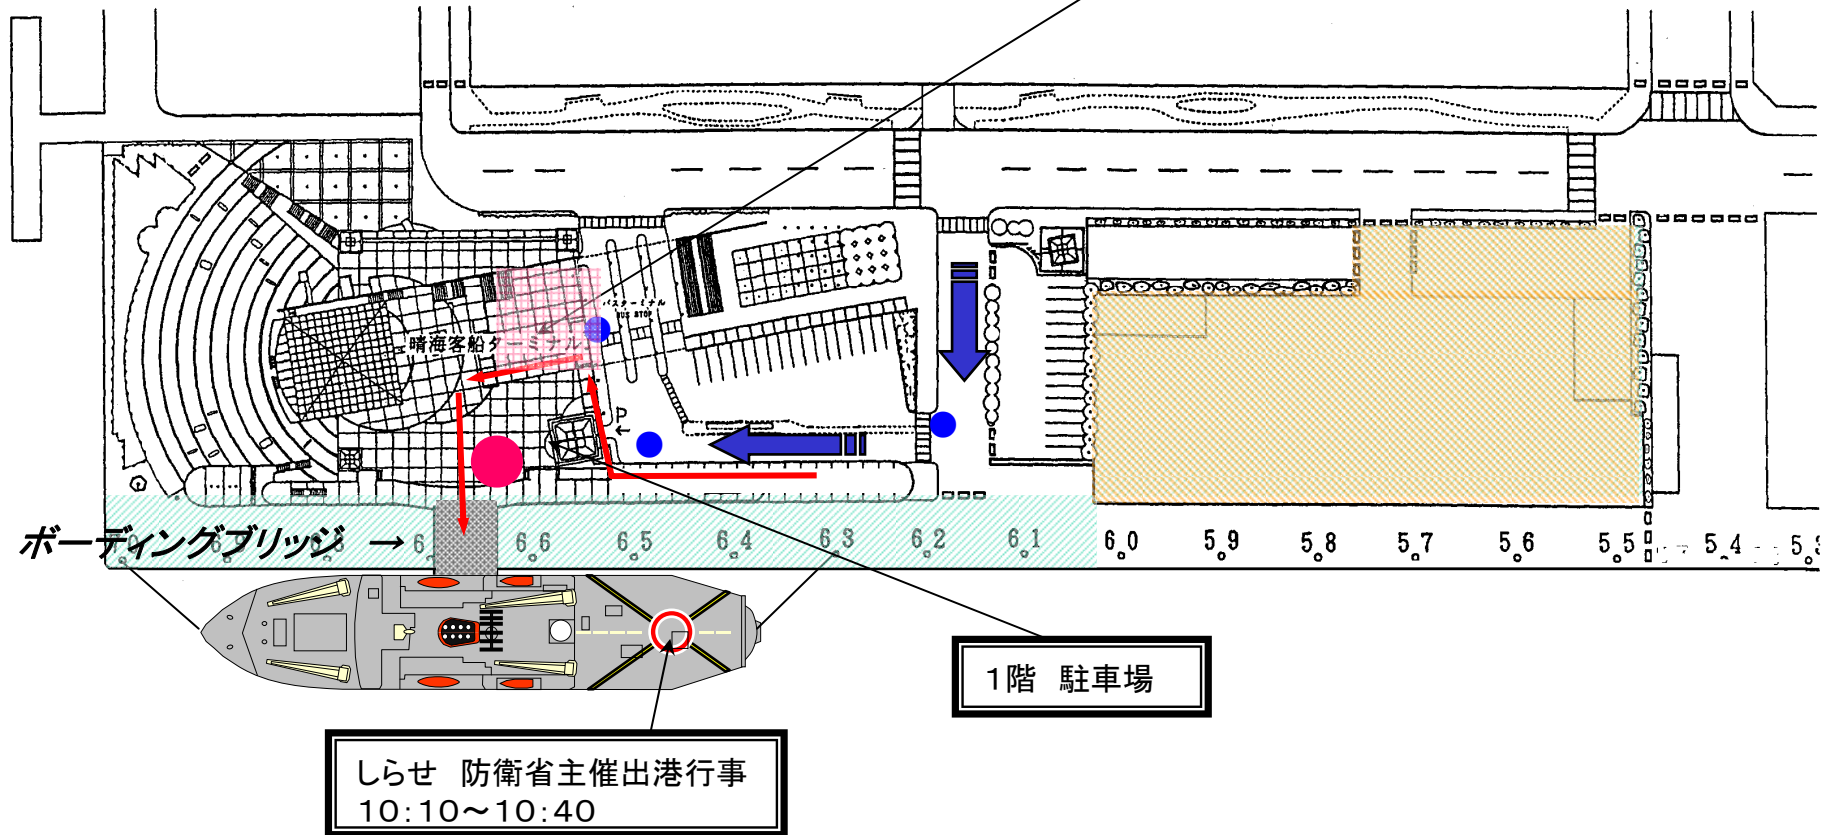 バスターミナル
BUS STOP
晴海客船ターミナル
P
←
ボーディングブリッジ →
6.6 6.5 6.4 6.3 6.2 6.1 6.0 5.9 5.8 5.7 5.6 5.5 5.4
1階 駐車場
しらせ 防衛省主催出港行事
10:10～10:40